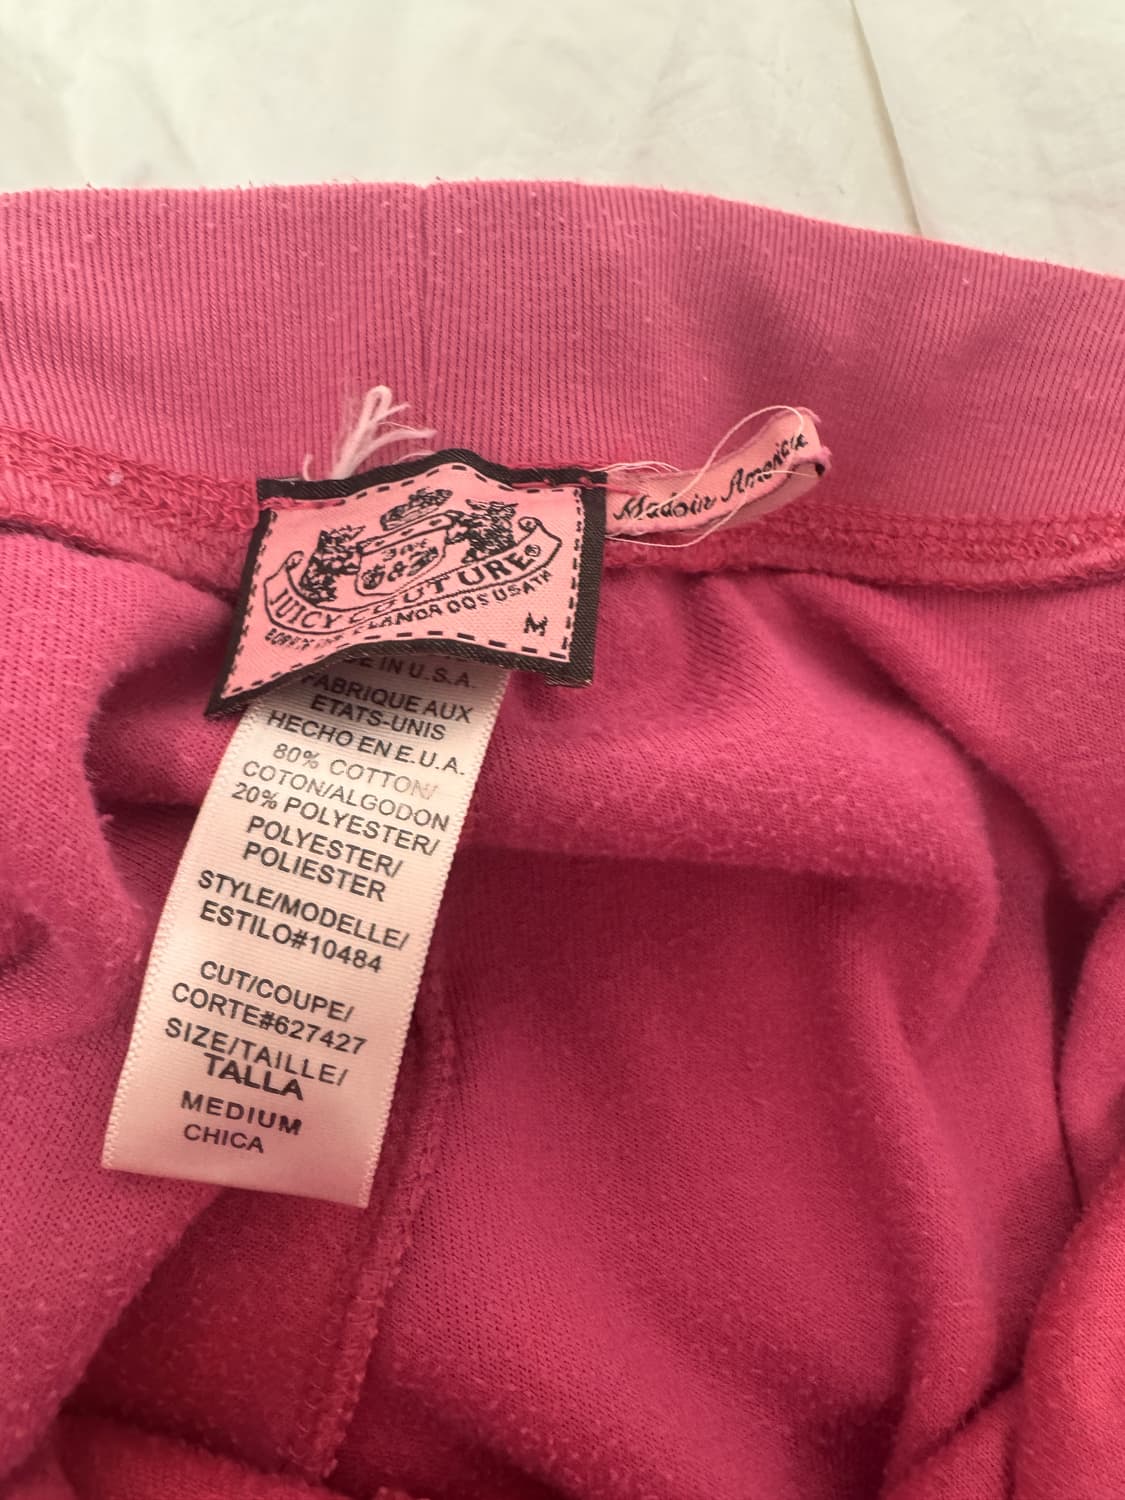 JUICY COUTURE®
M
Made in America
E IN U.S.A.
FABRIQUE AUX
ETATS-UNIS
HECHO EN E.U.A.
80% COTTON/
COTON/ALGODON
20% POLYESTER/
POLYESTER/
POLIESTER
STYLE/MODELLE/
ESTILO#10484
CUT/COUPE/
CORTE#627427
SIZE/TAILLE/
TALLA
MEDIUM
CHICA